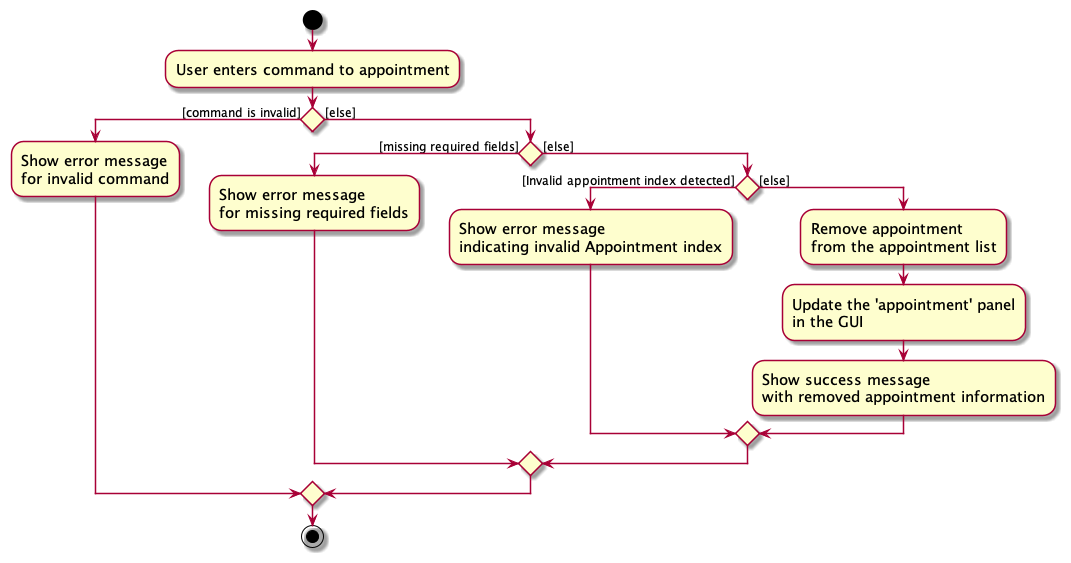 User enters command to appointment
[command is invalid]
[else]
Show error message
for invalid command
[missing required fields]
[else]
Show error message
for missing required fields
[Invalid appointment index detected]
[else]
Show error message
indicating invalid Appointment index
Remove appointment
from the appointment list
Update the 'appointment' panel
in the GUI
Show success message
with removed appointment information